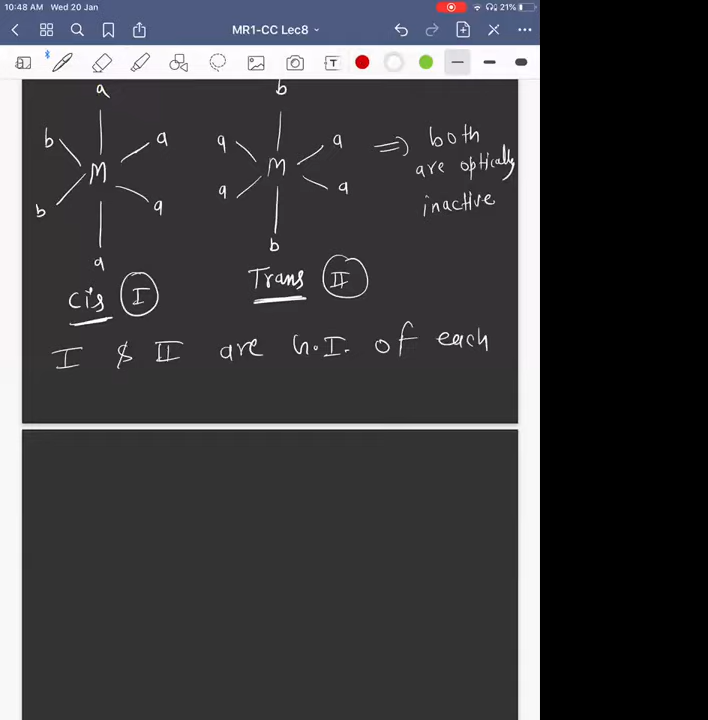 10:48 AM Wed 20 Jan
21%
MR1-CC Lec8
T
a
b
b a
M
b a
a
a a
M
a a
b
=> both
are optically
inactive
cis I
Trans II
I & II are G.I. of each